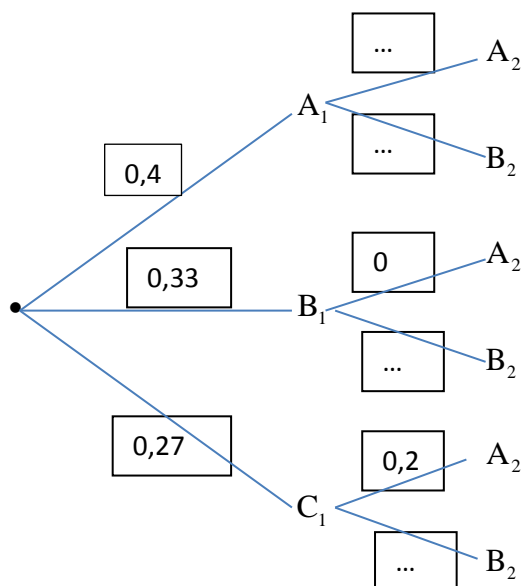 ... A₂
A₁
... B₂
0,4
0 A₂
0,33 B₁
... B₂
0,27 0,2 A₂
C₁
... B₂